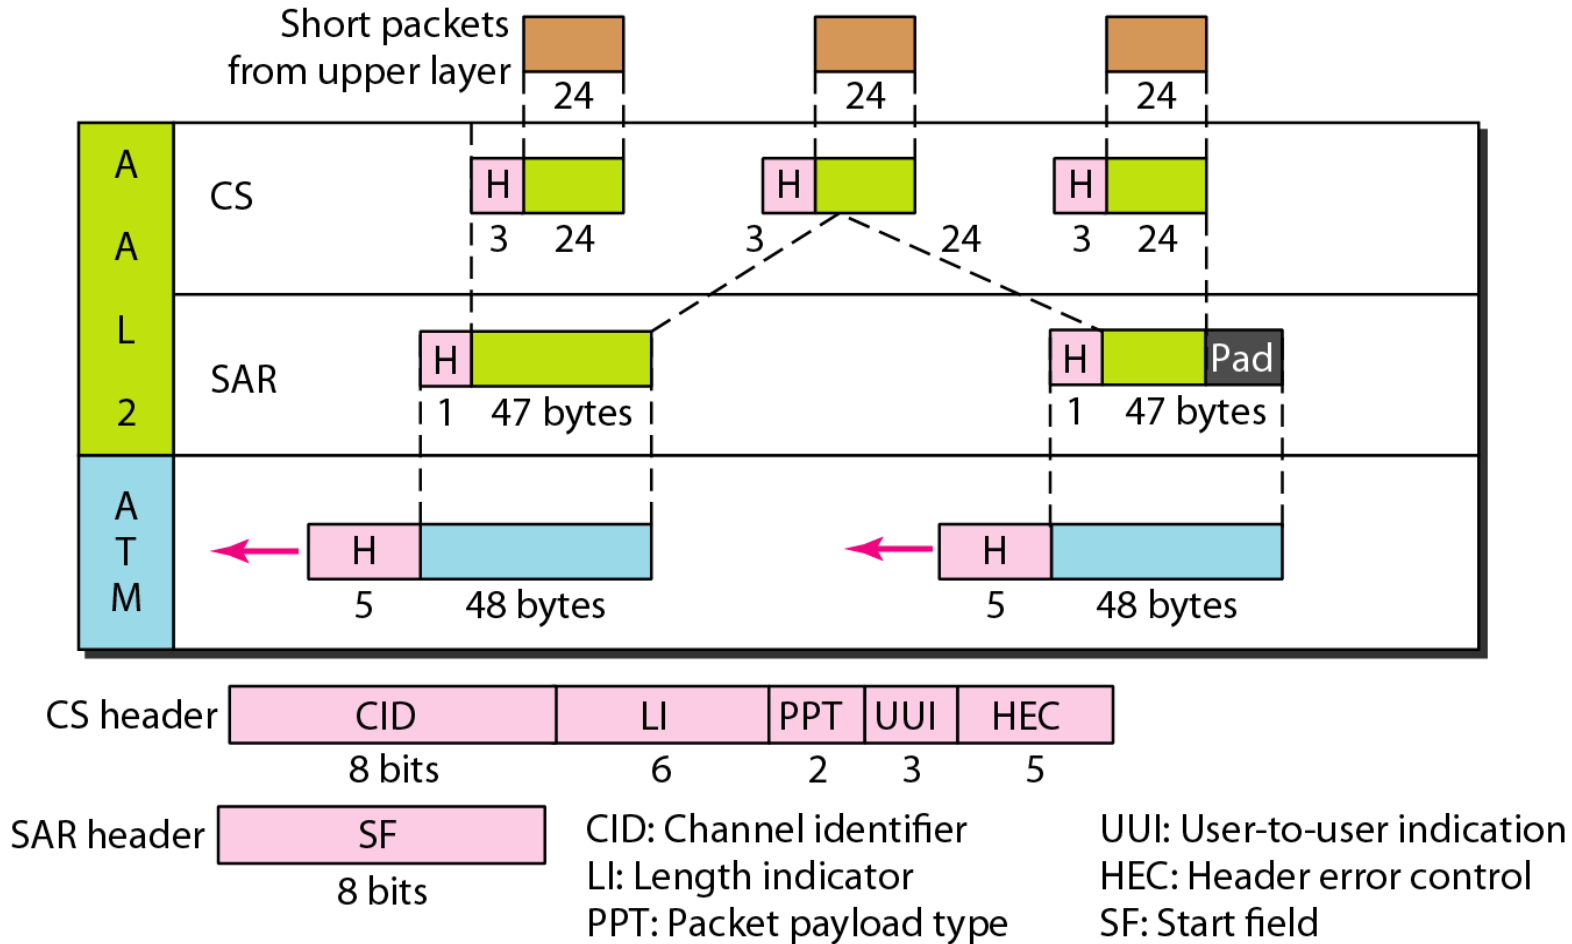 Short packets
from upper layer
24 24 24
A
A
L
2
CS
H H H
3 24 3 24 3 24
SAR
H H Pad
1 47 bytes 1 47 bytes
A
T
M
H H
5 48 bytes 5 48 bytes
CS header CID LI PPT UUI HEC
8 bits 6 2 3 5
SAR header SF
8 bits
CID: Channel identifier
LI: Length indicator
PPT: Packet payload type
UUI: User-to-user indication
HEC: Header error control
SF: Start field